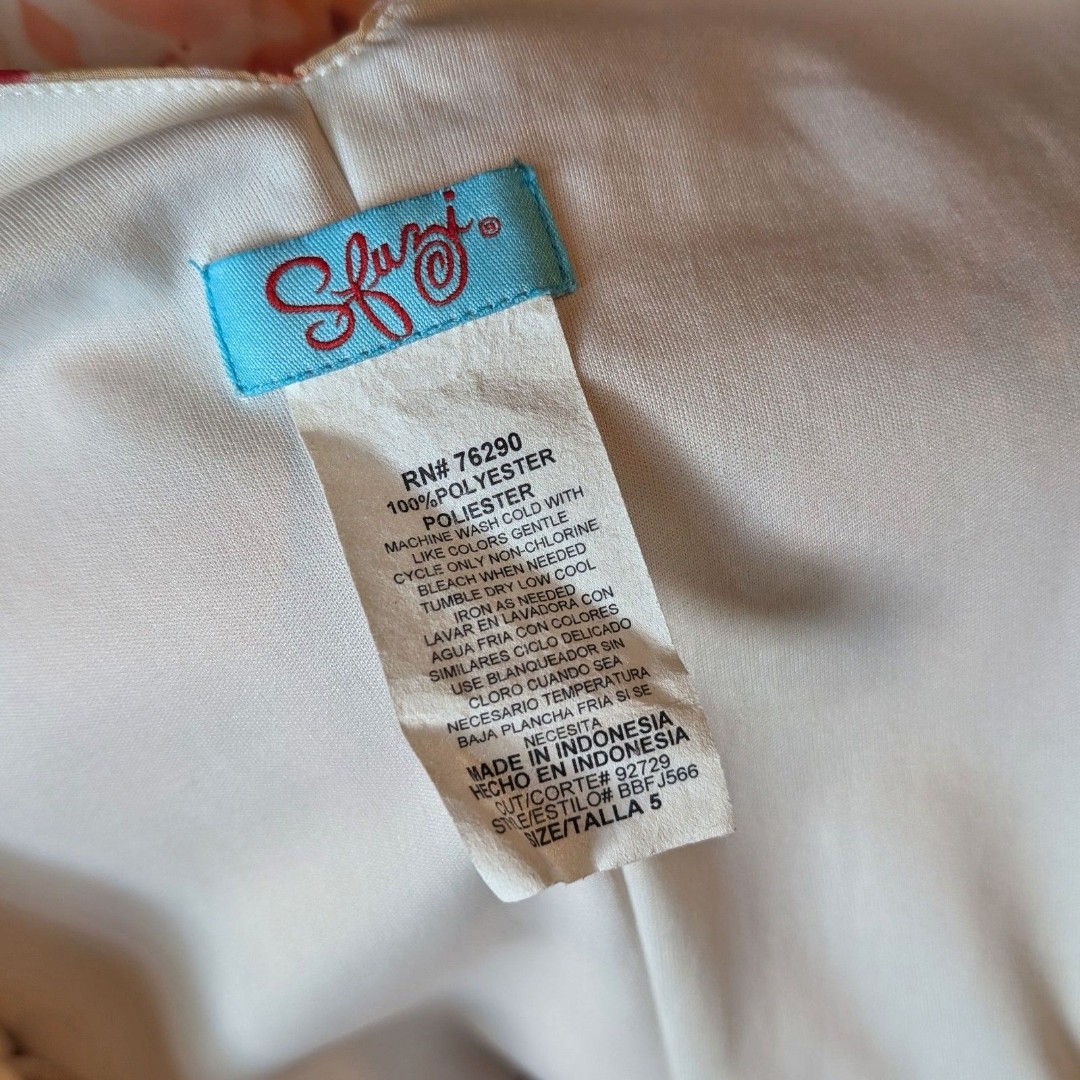 Sfuzi ®
RN# 76290
100%POLYESTER
POLIESTER
MACHINE WASH COLD WITH
LIKE COLORS GENTLE
CYCLE ONLY NON-CHLORINE
BLEACH WHEN NEEDED
TUMBLE DRY LOW COOL
IRON AS NEEDED
LAVAR EN LAVADORA CON
AGUA FRIA CON COLORES
SIMILARES CICLO DELICADO
USE BLANQUEADOR SIN
CLORO CUANDO SEA
NECESARIO TEMPERATURA
BAJA PLANCHA FRIA SI SE
NECESITA
MADE IN INDONESIA
HECHO EN INDONESIA
CUT/CORTE# 92729
STYLE/ESTILO# BBFJ566
SIZE/TALLA 5